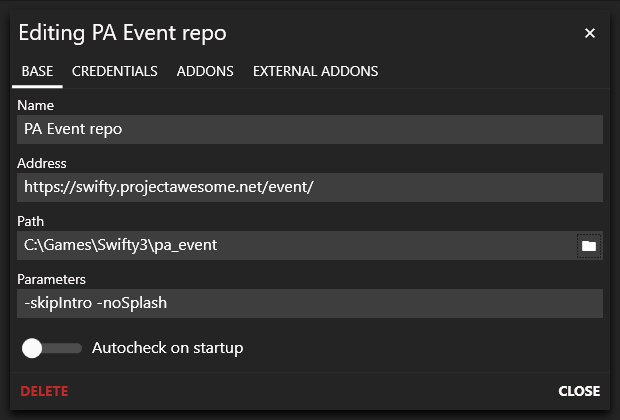 Editing PA Event repo
BASE CREDENTIALS ADDONS EXTERNAL ADDONS
Name
PA Event repo
Address
https://swifty.projectawesome.net/event/
Path
C:\Games\Swifty3\pa_event
Parameters
-skipIntro -noSplash
Autocheck on startup
DELETE CLOSE